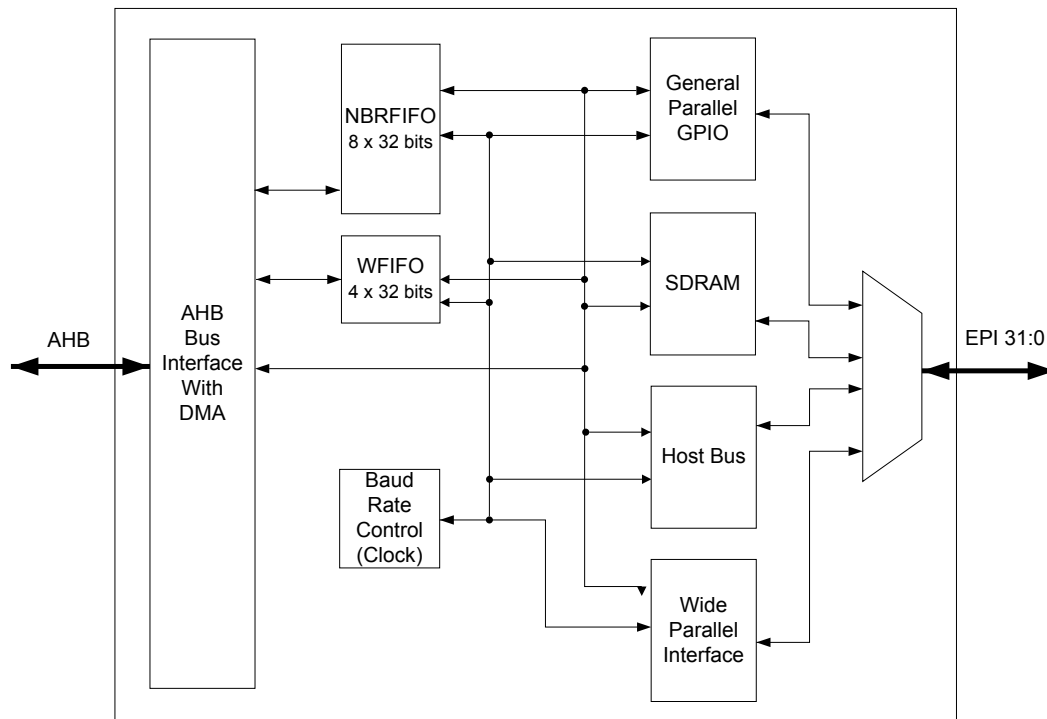 NBRFIFO
8 x 32 bits
General
Parallel
GPIO
WFIFO
4 x 32 bits
SDRAM
AHB
AHB
Bus
Interface
With
DMA
EPI 31:0
Host Bus
Baud
Rate
Control
(Clock)
Wide
Parallel
Interface